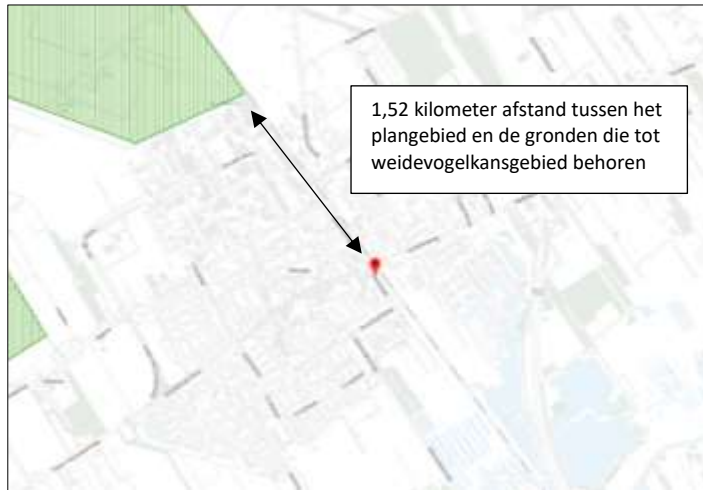 1,52 kilometer afstand tussen het
plangebied en de gronden die tot
weidevogelkansgebied behoren